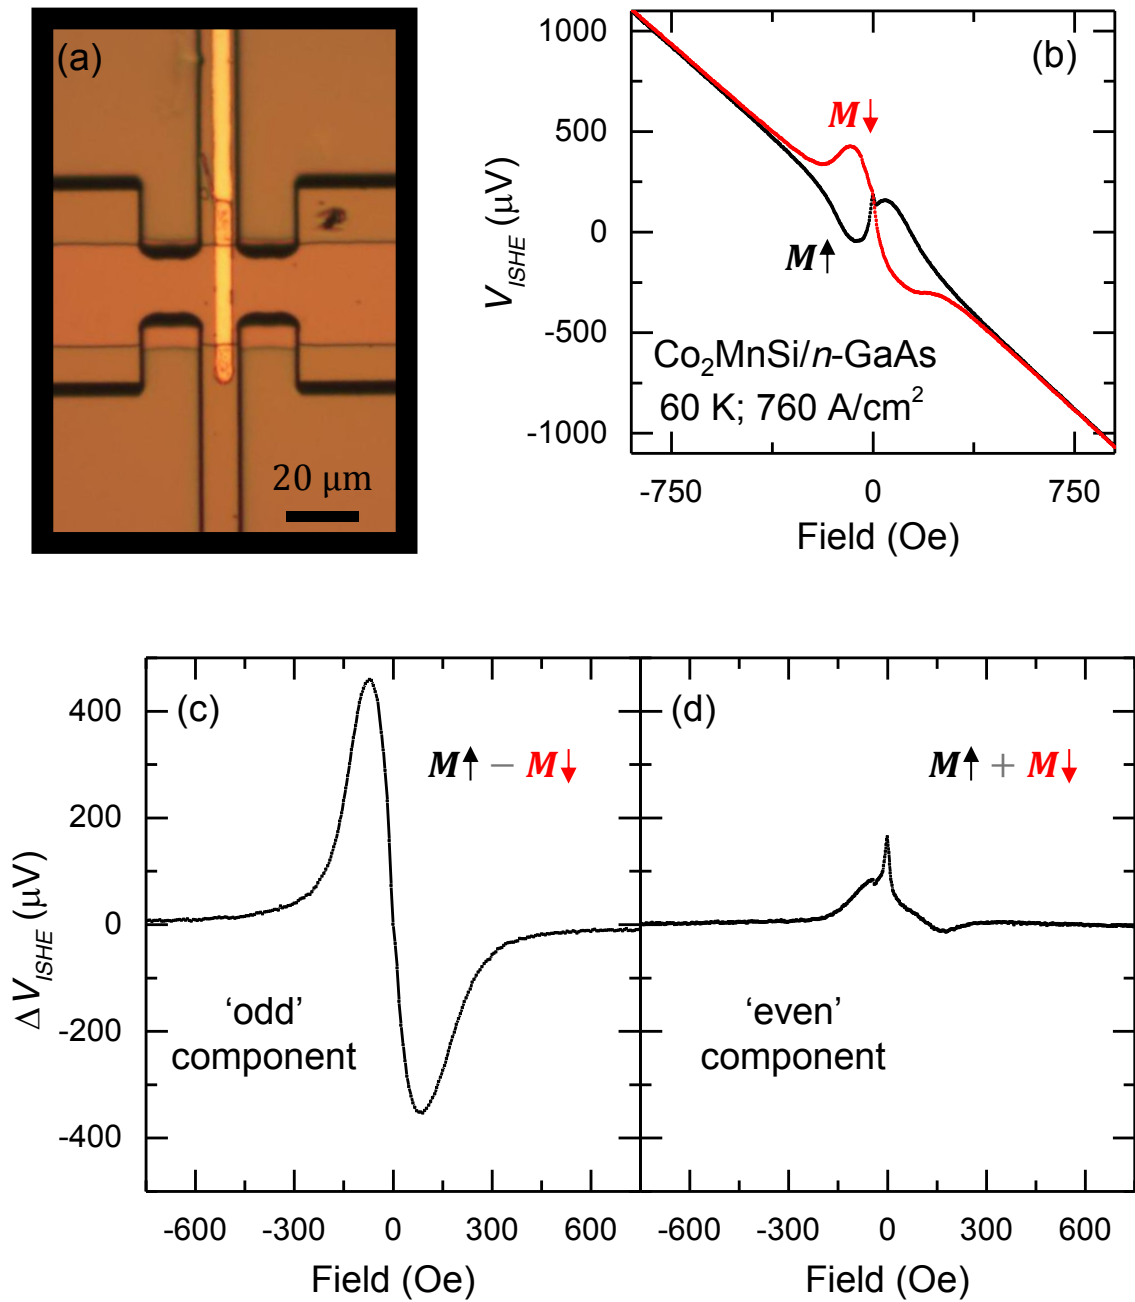 (a)
20 μm
(b)
1000
500
0
-500
-1000
V_ISHE (μV)
M↓
M↑
Co₂MnSi/n-GaAs
60 K; 760 A/cm²
-750 0 750
Field (Oe)
(c)
400
200
0
-200
-400
Δ V_ISHE (μV)
M↑ − M↓
‘odd’
component
-600 -300 0 300 600
Field (Oe)
(d)
M↑ + M↓
‘even’
component
-600 -300 0 300 600
Field (Oe)